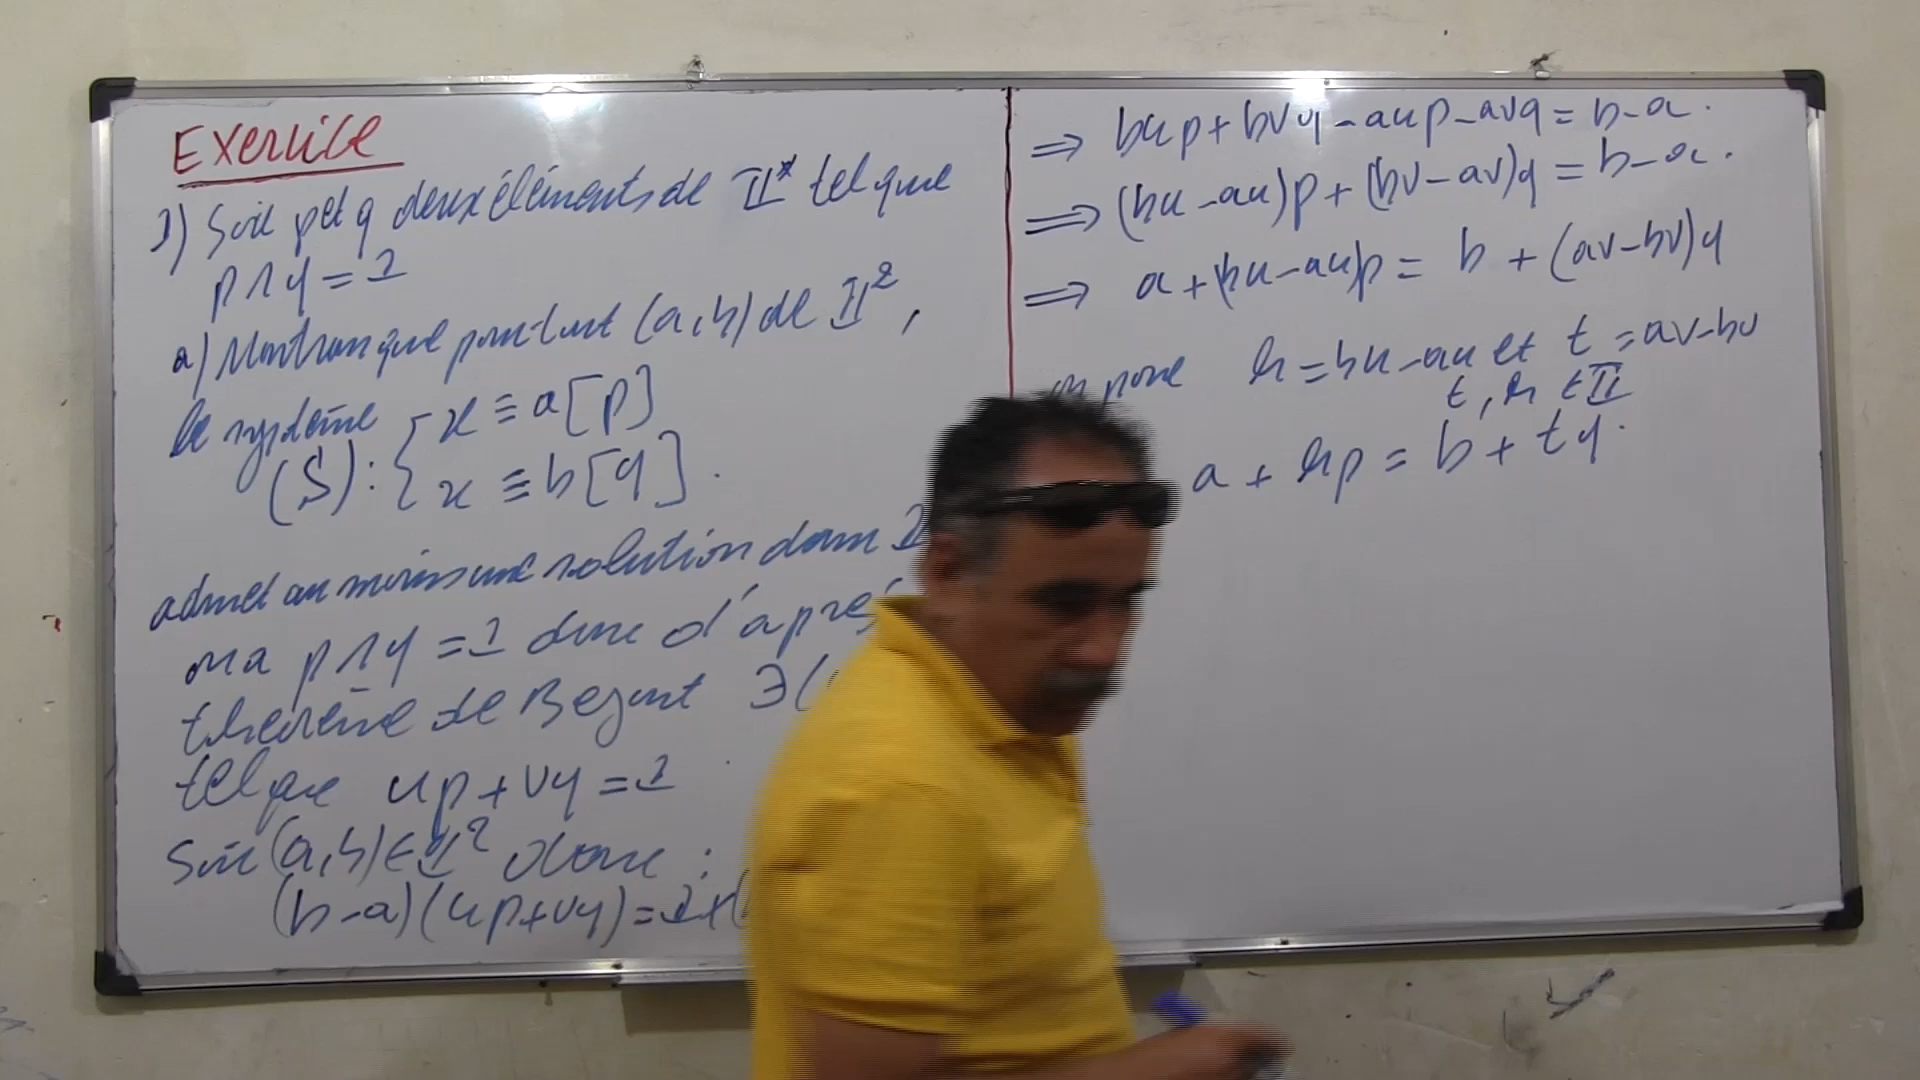 Exercice
1) Soit p et q deux éléments de ℤ* tel que
p∧q = 1
a) Montrons que pour tout (a,b) de ℤ²,
le système
(S): { x ≡ a[p]
x ≡ b[q].
admet au moins une solution dans
on a p∧q = 1 donc d'après
théorème de Bezout ∃(
tel que up + vq = 1
Soit (a,b) ∈ ℤ² donc :
(b-a)(up+vq) = 1×(
⇒ bup + bvq - aup - avq = b-a.
⇒ (bu-au)p + (bv-av)q = b-a.
⇒ a + (bu-au)p = b + (av-bv)q
on pose k = bu-au et t = av-bv
t, k ∈ ℤ
a + kp = b + tq.